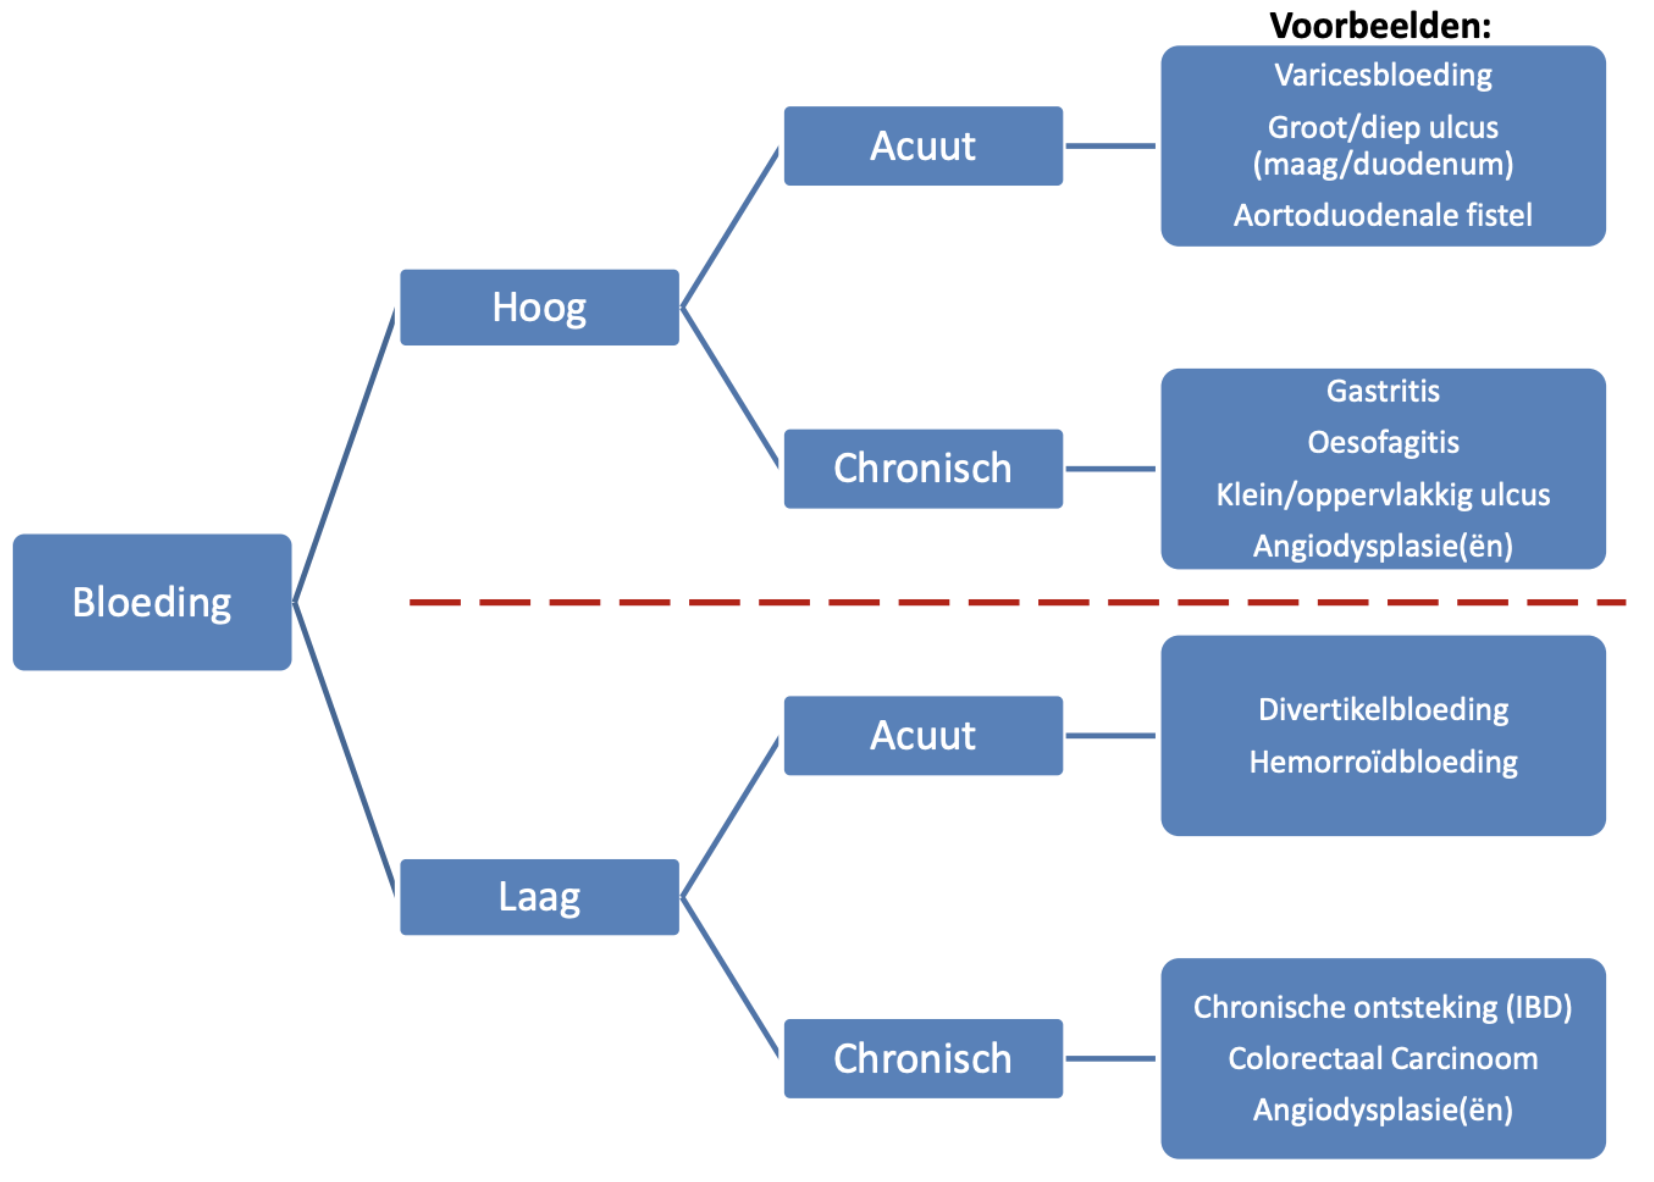 Voorbeelden:
Varicesbloeding
Groot/diep ulcus
(maag/duodenum)
Aortoduodenale fistel
Acuut
Hoog
Gastritis
Oesofagitis
Klein/oppervlakkig ulcus
Angiodysplasie(ën)
Chronisch
Bloeding
Acuut
Divertikelbloeding
Hemorroïdbloeding
Laag
Chronisch
Chronische ontsteking (IBD)
Colorectaal Carcinoom
Angiodysplasie(ën)